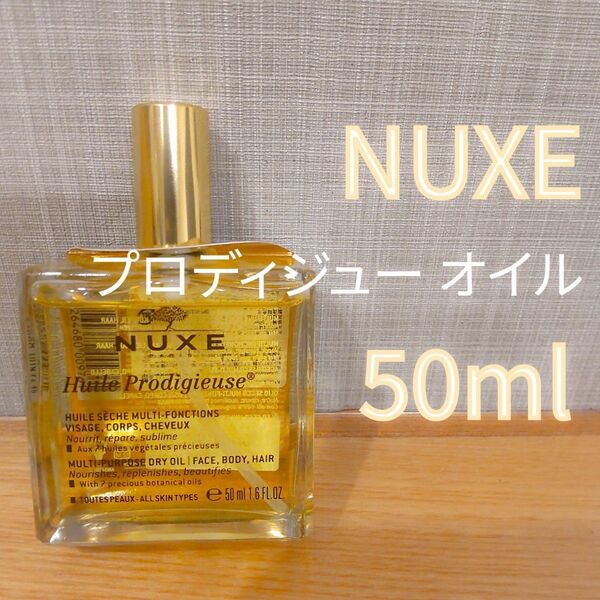 NUXE
プロディジュー オイル
50ml
NUXE
Huile Prodigieuse®
HUILE SÈCHE MULTI-FONCTIONS
VISAGE, CORPS, CHEVEUX
Nourrit, répare, sublime
Aux 7 huiles végétales précieuses
MULTI-PURPOSE DRY OIL | FACE, BODY, HAIR
Nourishes, replenishes, beautifies
With 7 precious botanical oils
TOUTES PEAUX - ALL SKIN TYPES
℮ 50 ml 1.6 FL.OZ.